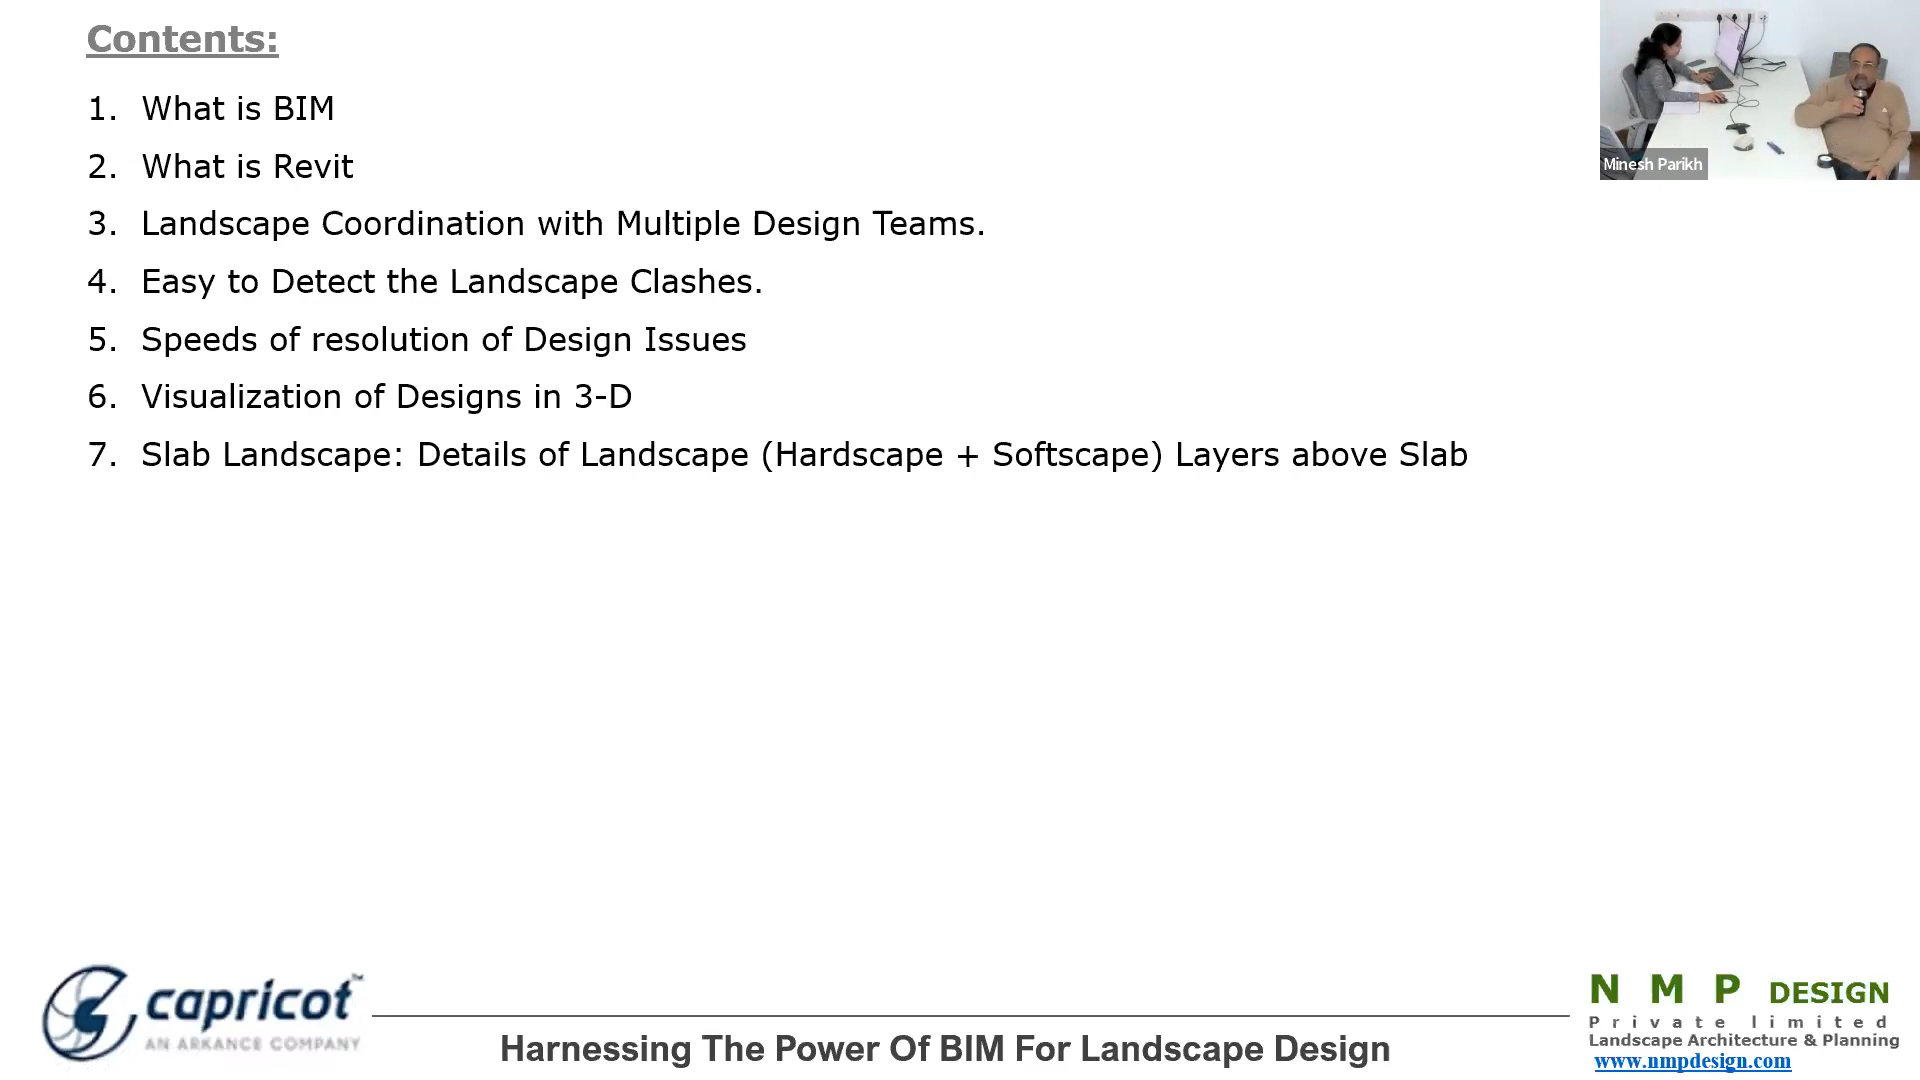 Contents:
1. What is BIM
2. What is Revit
3. Landscape Coordination with Multiple Design Teams.
4. Easy to Detect the Landscape Clashes.
5. Speeds of resolution of Design Issues
6. Visualization of Designs in 3-D
7. Slab Landscape: Details of Landscape (Hardscape + Softscape) Layers above Slab
Minesh Parikh
capricot™
AN ARKANCE COMPANY
Harnessing The Power Of BIM For Landscape Design
N M P DESIGN
Private limited
Landscape Architecture & Planning
www.nmpdesign.com